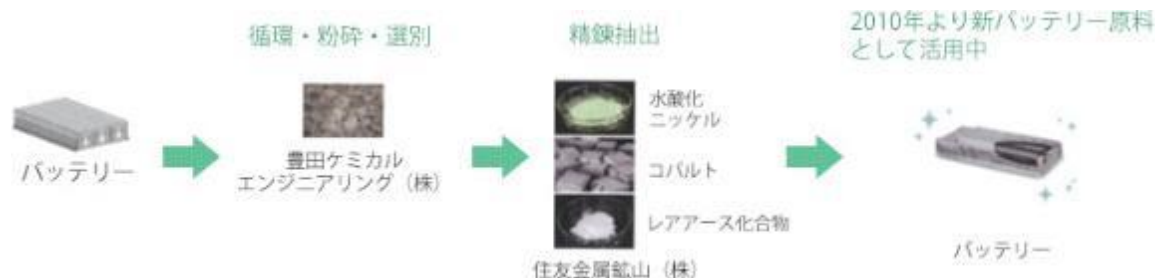 循環・粉砕・選別
精錬抽出
2010年より新バッテリー原料
として活用中
バッテリー
豊田ケミカル
エンジニアリング（株）
水酸化
ニッケル
コバルト
レアアース化合物
住友金属鉱山（株）
バッテリー